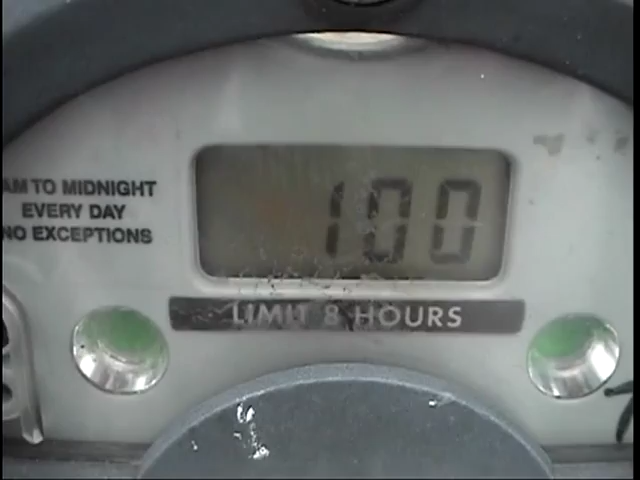 AM TO MIDNIGHT
EVERY DAY
NO EXCEPTIONS
100
LIMIT 8 HOURS